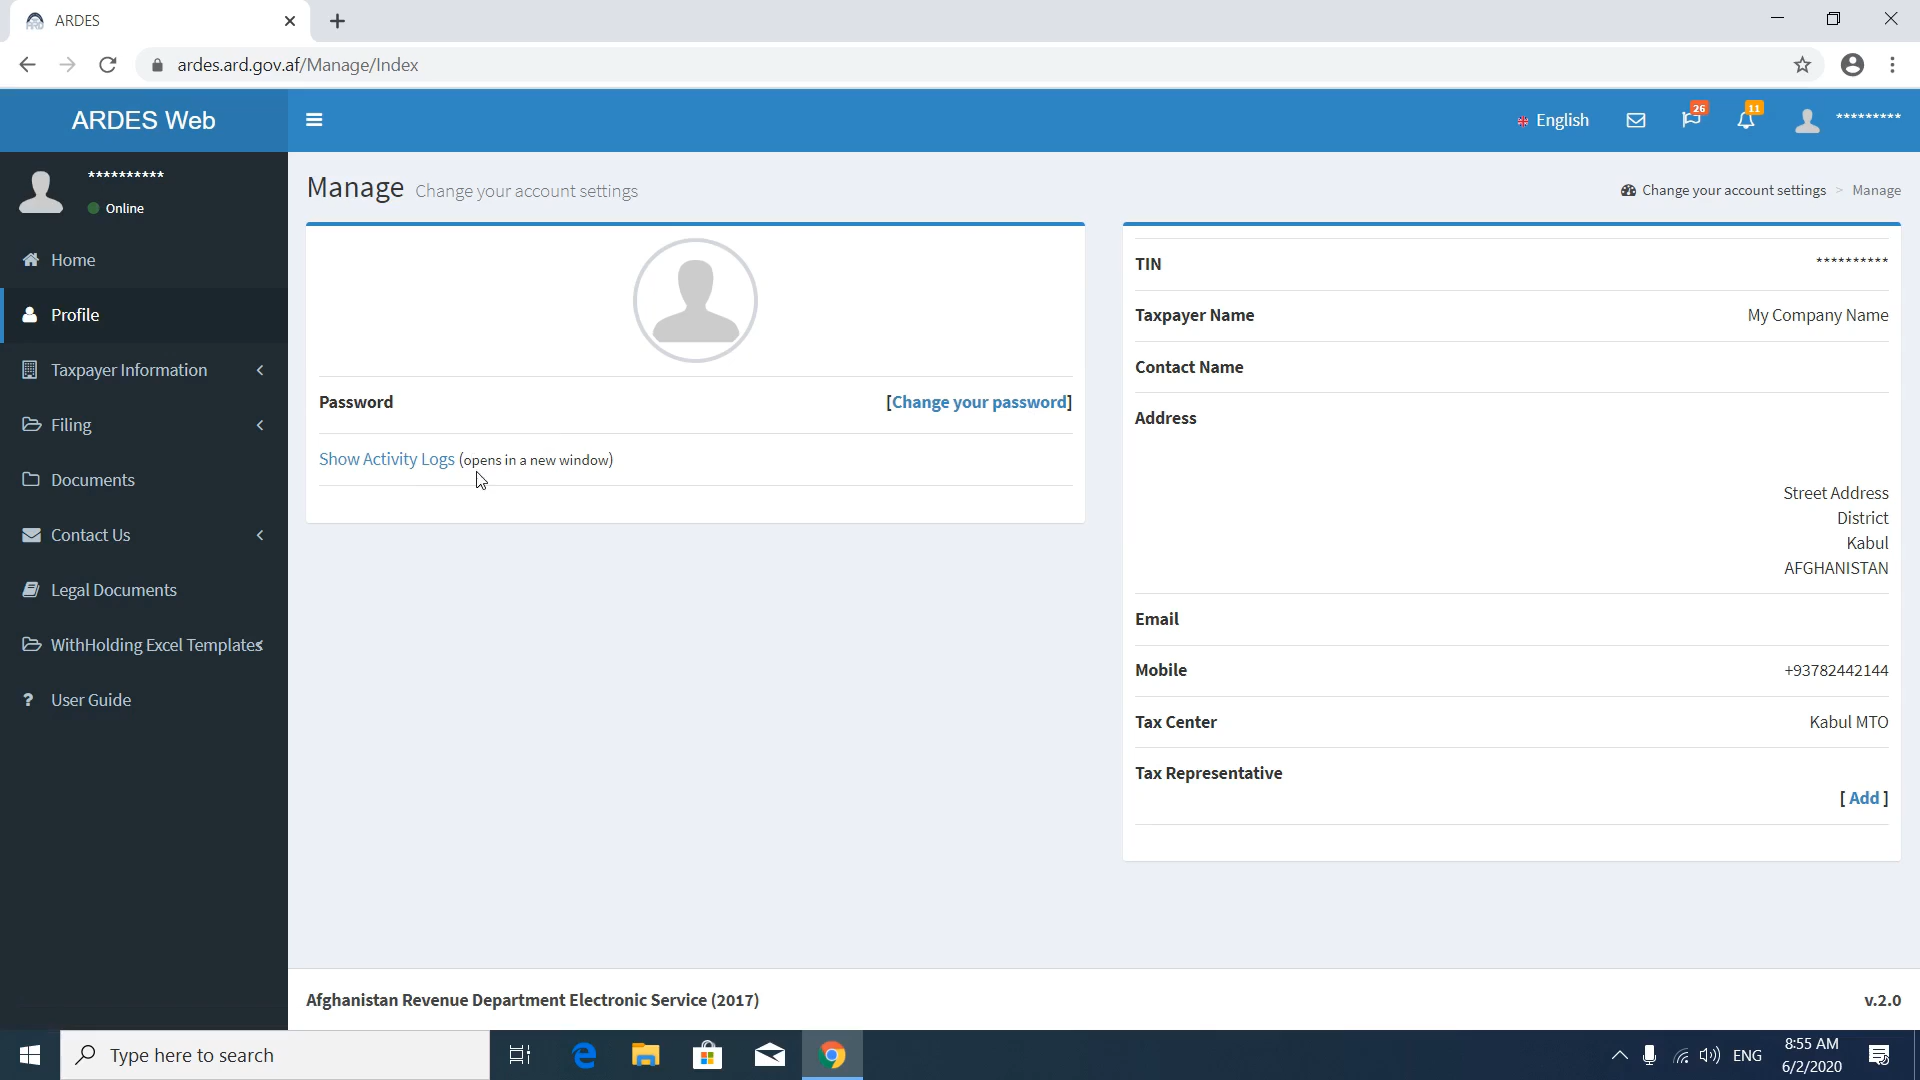 ARDES
ardes.ard.gov.af/Manage/Index
ARDES Web
English
26
11
*********
**********
Online
Home
Profile
Taxpayer Information
Filing
Documents
Contact Us
Legal Documents
WithHolding Excel Templates
User Guide
Manage Change your account settings
Change your account settings > Manage
Password [Change your password]
Show Activity Logs (opens in a new window)
TIN **********
Taxpayer Name My Company Name
Contact Name
Address
Street Address
District
Kabul
AFGHANISTAN
Email
Mobile +93782442144
Tax Center Kabul MTO
Tax Representative
[ Add ]
Afghanistan Revenue Department Electronic Service (2017) v.2.0
Type here to search
ENG
8:55 AM
6/2/2020